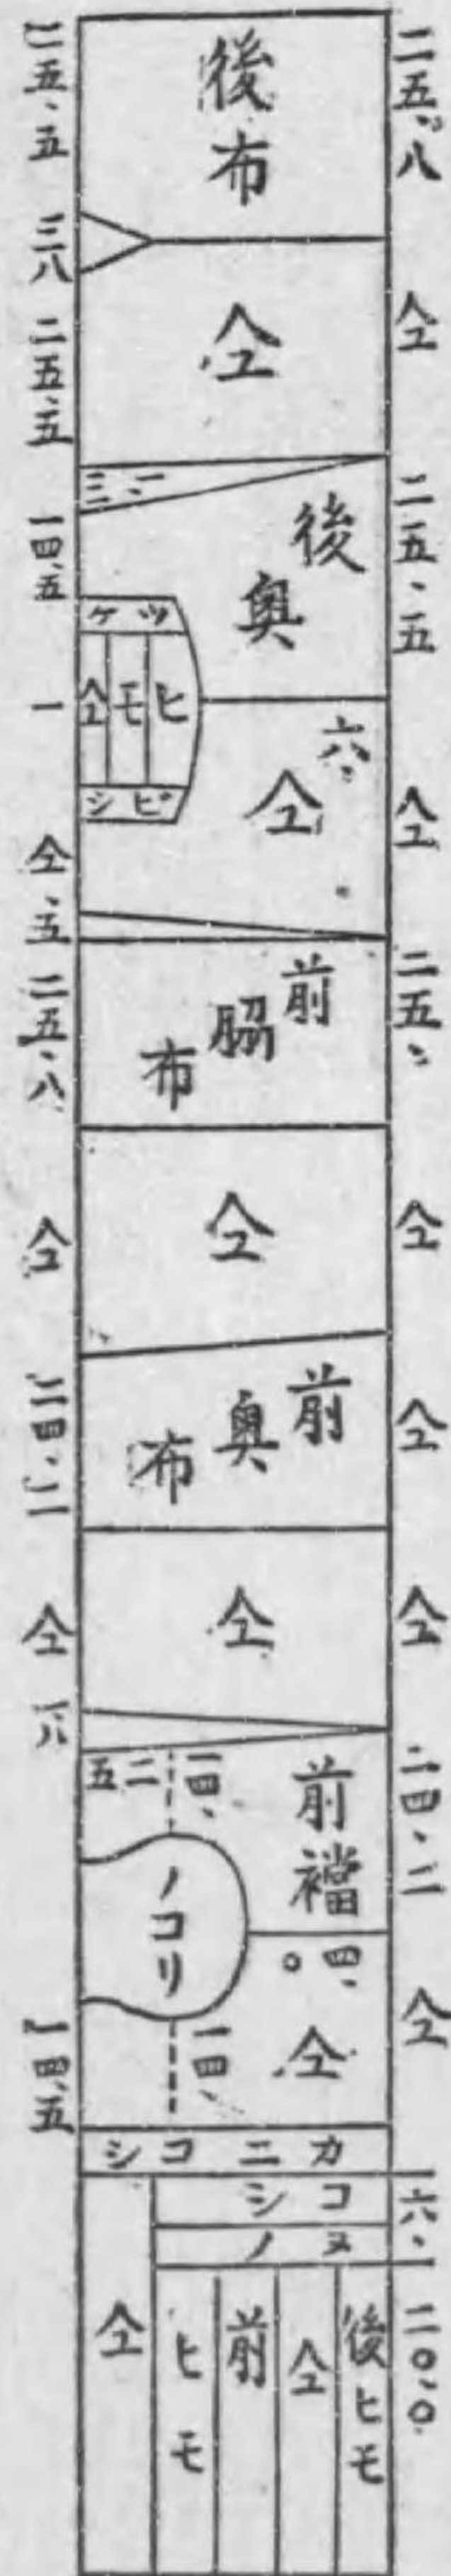 二五、八
仝
二五、五
仝
二五、
仝
仝
仝
二四、二
仝
六、
二〇、〇
後布
仝
三、一
後奥
ツケ
ヒモ仝
ビシ
六、
仝
前脇布
仝
前奥布
仝
前襠
一四、
二五
ノコリ
四、〇
一四、
仝
カニコシ
コシ
ヌノ
後ヒモ
仝
前
ヒモ
仝
二五、五
三八
二五、五
一四、五
一
仝、五
二五、八
仝
二四、二
仝
一八
一四、五